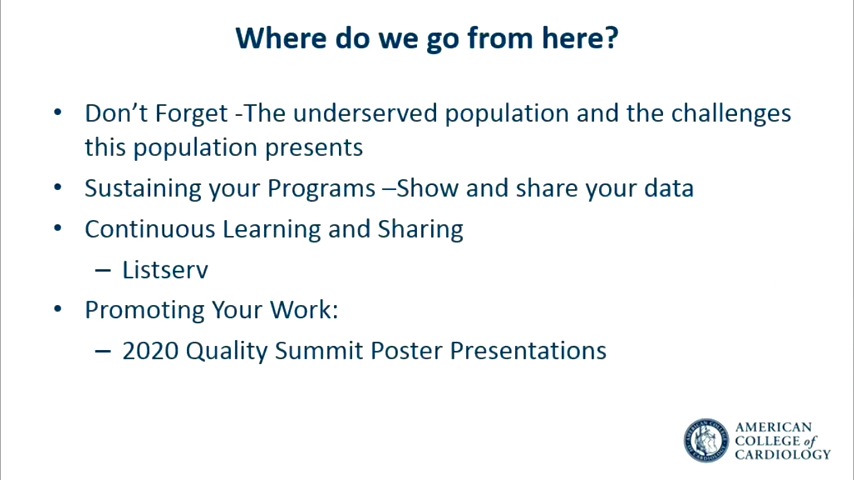 Where do we go from here?
• Don't Forget -The underserved population and the challenges
this population presents
• Sustaining your Programs –Show and share your data
• Continuous Learning and Sharing
– Listserv
• Promoting Your Work:
– 2020 Quality Summit Poster Presentations
AMERICAN
COLLEGE of
CARDIOLOGY